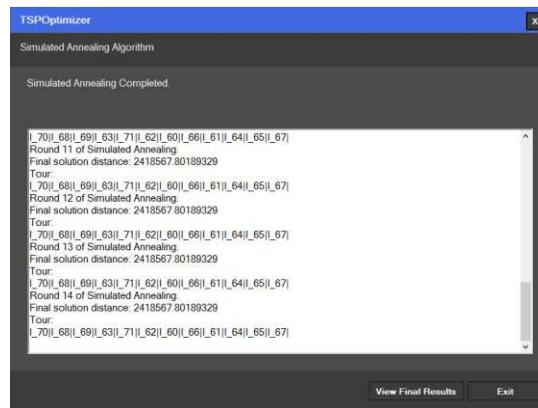 TSPOptimizer
x
Simulated Annealing Algorithm
Simulated Annealing Completed.
I_70|I_68|I_69|I_63|I_71|I_62|I_60|I_66|I_61|I_64|I_65|I_67|
Round 11 of Simulated Annealing.
Final solution distance: 2418567.80189329
Tour:
I_70|I_68|I_69|I_63|I_71|I_62|I_60|I_66|I_61|I_64|I_65|I_67|
Round 12 of Simulated Annealing.
Final solution distance: 2418567.80189329
Tour:
I_70|I_68|I_69|I_63|I_71|I_62|I_60|I_66|I_61|I_64|I_65|I_67|
Round 13 of Simulated Annealing.
Final solution distance: 2418567.80189329
Tour:
I_70|I_68|I_69|I_63|I_71|I_62|I_60|I_66|I_61|I_64|I_65|I_67|
Round 14 of Simulated Annealing.
Final solution distance: 2418567.80189329
Tour:
I_70|I_68|I_69|I_63|I_71|I_62|I_60|I_66|I_61|I_64|I_65|I_67|
View Final Results Exit